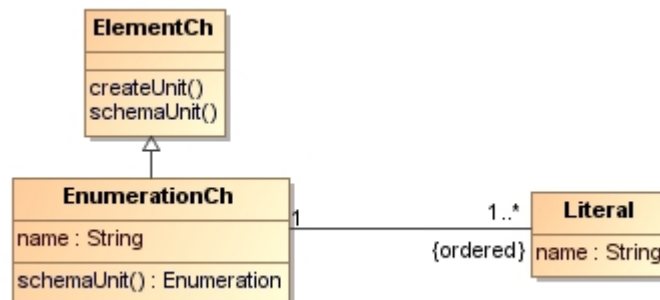 ElementCh
createUnit()
schemaUnit()
EnumerationCh
name : String
schemaUnit() : Enumeration
1
1..*
{ordered}
Literal
name : String